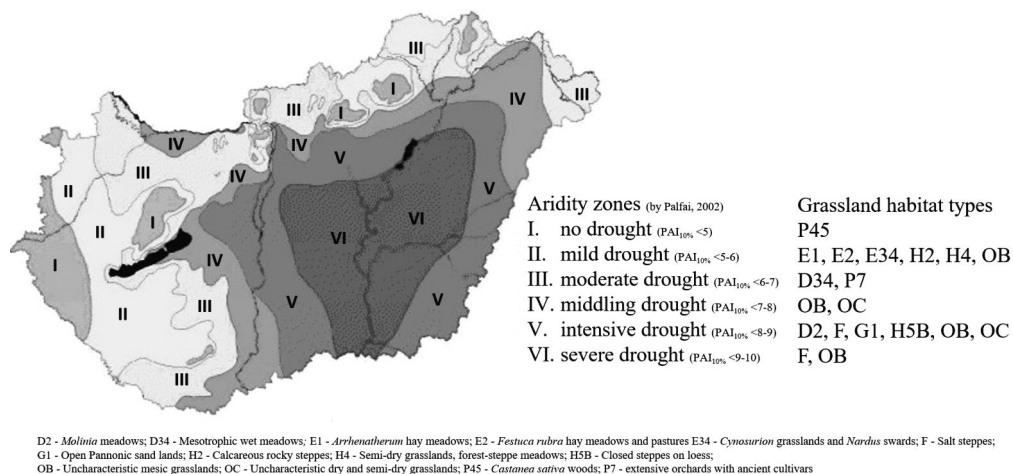 III
I
I
III
IV
III
IV
IV
V
IV
III
II
V
VI
I
II
VI
I
IV
III
II
V
V
III
Aridity zones (by Palfai, 2002) Grassland habitat types
I. no drought (PAI10% <5) P45
II. mild drought (PAI10% <5-6) E1, E2, E34, H2, H4, OB
III. moderate drought (PAI10% <6-7) D34, P7
IV. middling drought (PAI10% <7-8) OB, OC
V. intensive drought (PAI10% <8-9) D2, F, G1, H5B, OB, OC
VI. severe drought (PAI10% <9-10) F, OB
D2 - Molinia meadows; D34 - Mesotrophic wet meadows; E1 - Arrhenatherum hay meadows; E2 - Festuca rubra hay meadows and pastures E34 - Cynosurion grasslands and Nardus swards; F - Salt steppes;
G1 - Open Pannonic sand lands; H2 - Calcareous rocky steppes; H4 - Semi-dry grasslands, forest-steppe meadows; H5B - Closed steppes on loess;
OB - Uncharacteristic mesic grasslands; OC - Uncharacteristic dry and semi-dry grasslands; P45 - Castanea sativa woods; P7 - extensive orchards with ancient cultivars